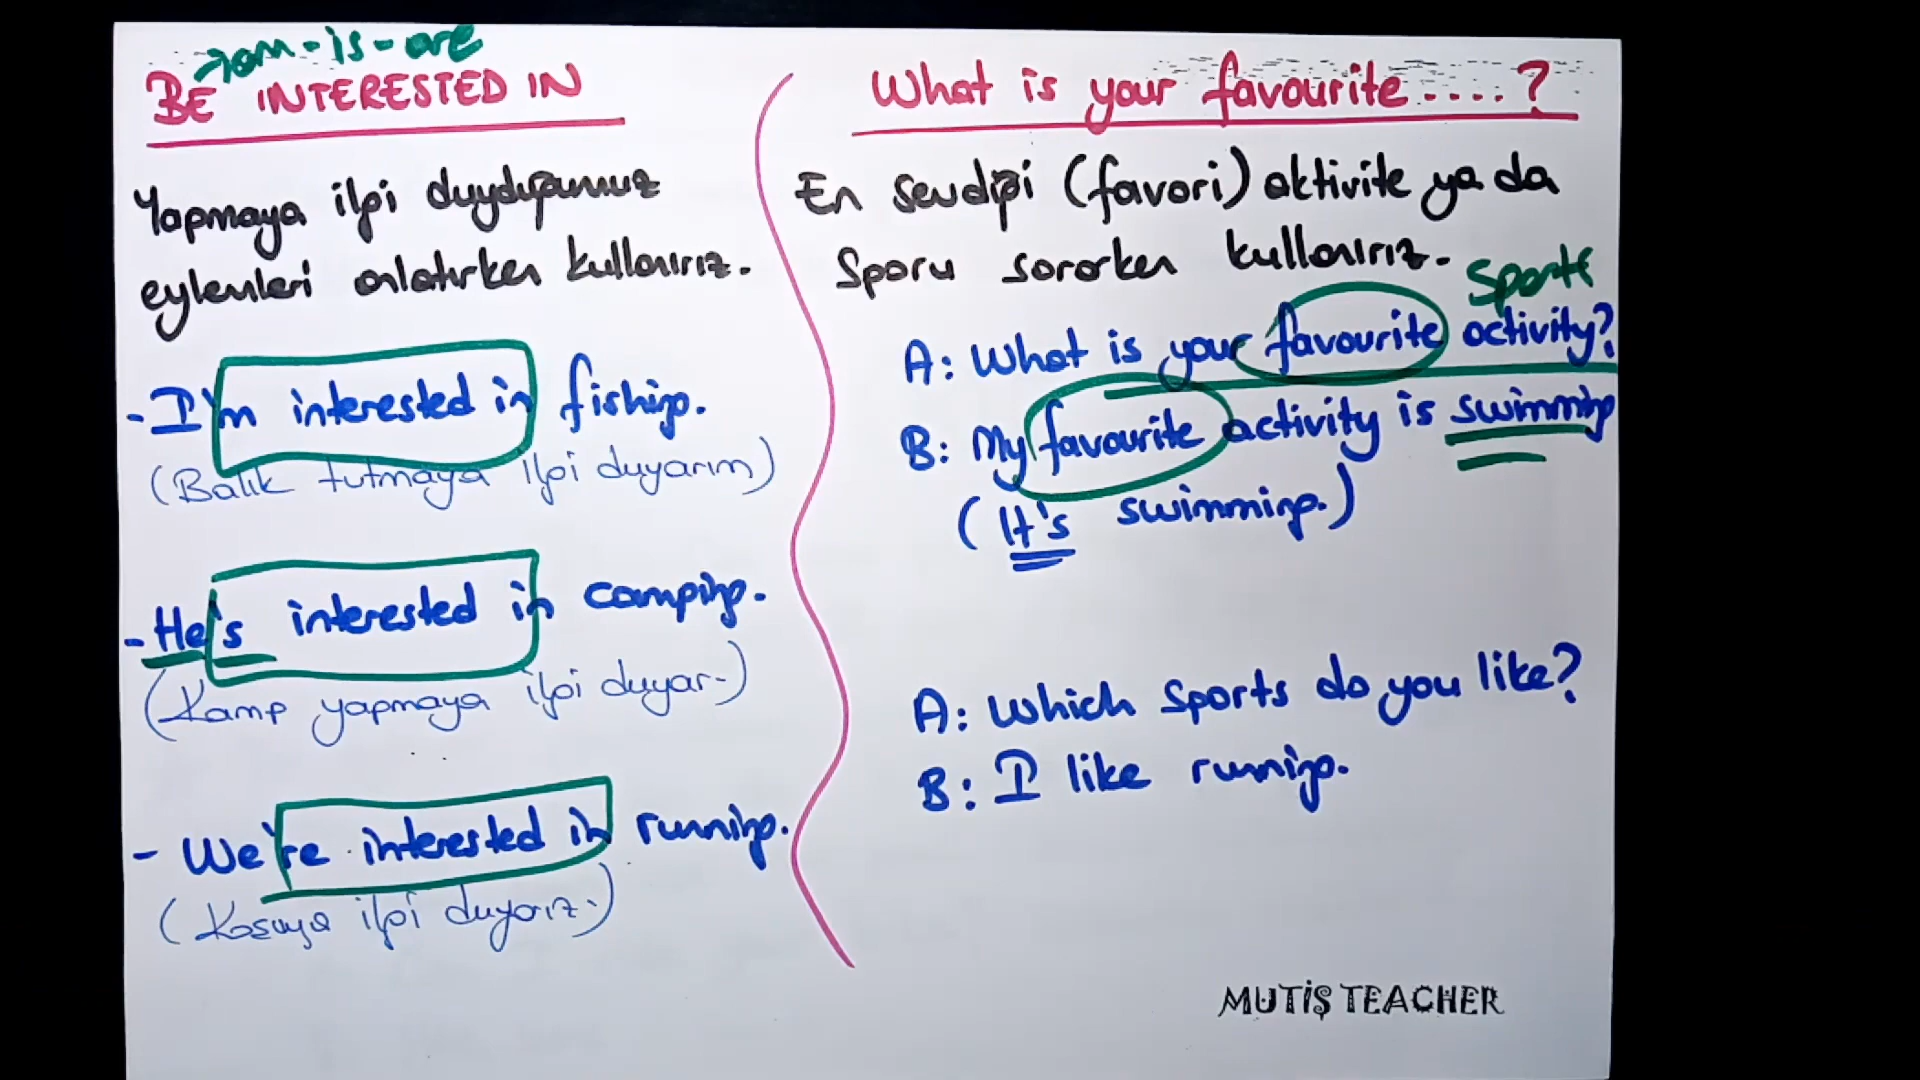 →am-is-are
BE INTERESTED IN
Yapmaya ilgi duyduğumuz
eylemleri anlatırken kullanırız.
- I'm interested in fishing.
(Balık tutmaya ilgi duyarım)
- He's interested in camping.
(Kamp yapmaya ilgi duyar.)
- We're interested in running.
(Koşuya ilgi duyarız.)
What is your favourite....?
En sevdiği (favori) aktivite ya da
sporu sorarken kullanırız.
sports
A: What is your favourite activity?
B: My favourite activity is swimming
(It's swimming.)
A: Which sports do you like?
B: I like running.
MUTİŞ TEACHER